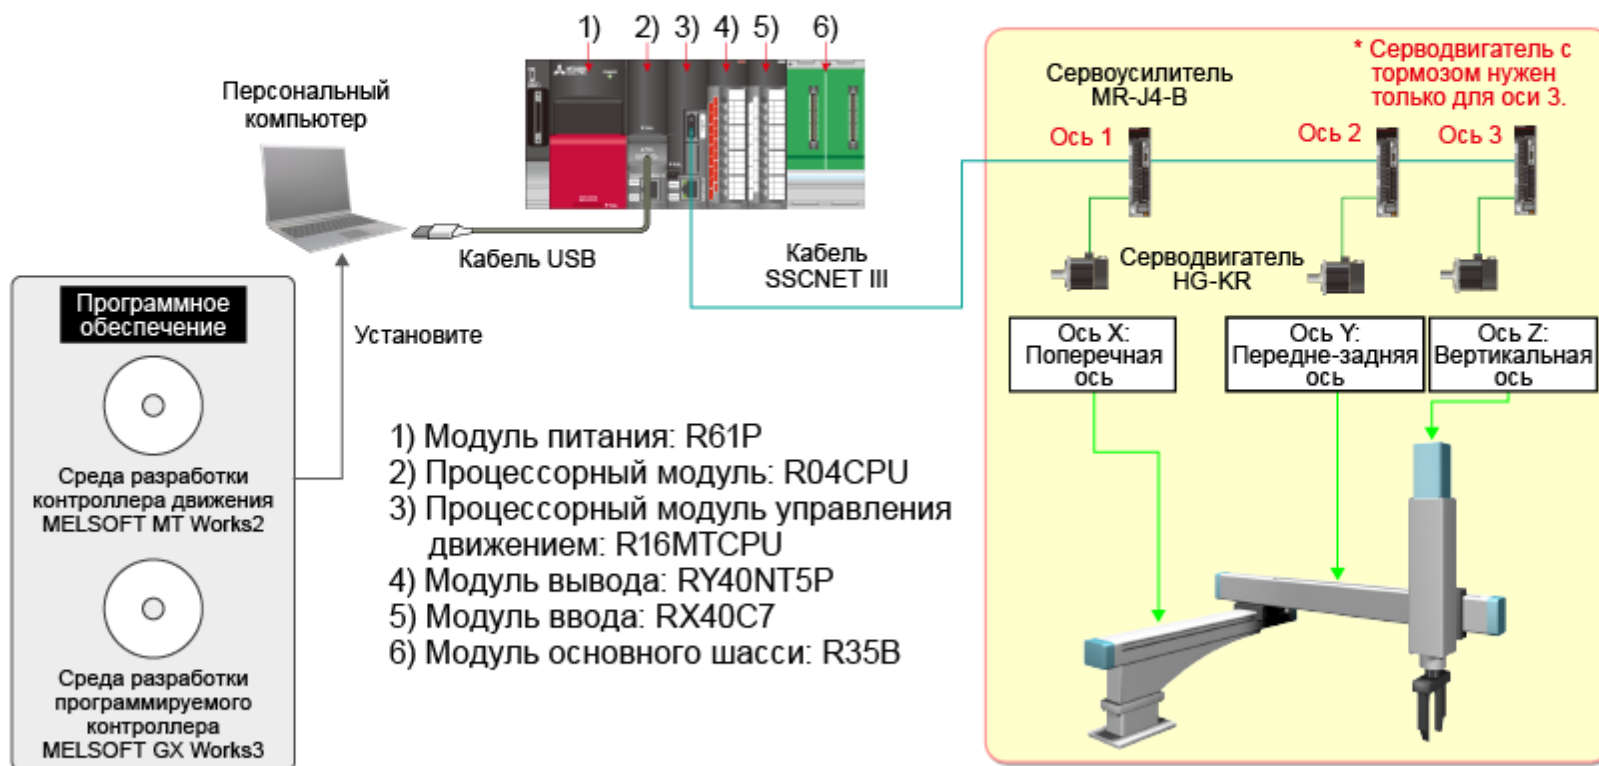 1)
2)
3)
4)
5)
6)
Персональный
компьютер
Кабель USB
Кабель
SSCNET III
Программное
обеспечение
Установите
Среда разработки
контроллера движения
MELSOFT MT Works2
Среда разработки
программируемого
контроллера
MELSOFT GX Works3
1) Модуль питания: R61P
2) Процессорный модуль: R04CPU
3) Процессорный модуль управления
движением: R16MTCPU
4) Модуль вывода: RY40NT5P
5) Модуль ввода: RX40C7
6) Модуль основного шасси: R35B
Сервоусилитель
MR-J4-B
* Серводвигатель с
тормозом нужен
только для оси 3.
Ось 1
Ось 2
Ось 3
Серводвигатель
HG-KR
Ось X:
Поперечная
ось
Ось Y:
Передне-задняя
ось
Ось Z:
Вертикальная
ось